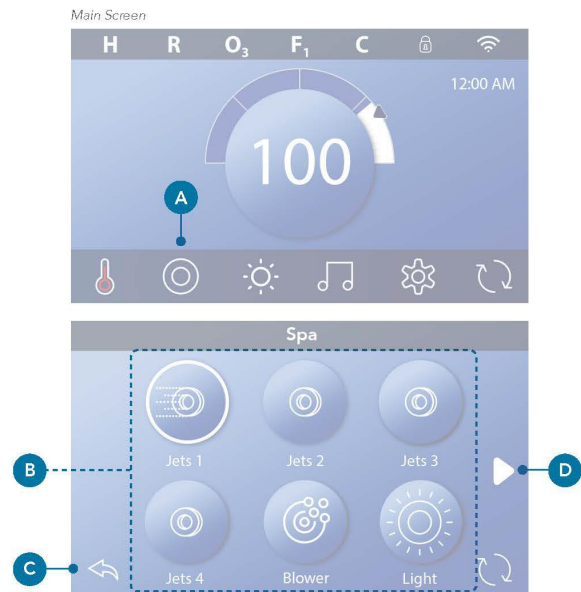 Main Screen
H R O3 F1 C
12:00 AM
100
A
Spa
Jets 1 Jets 2 Jets 3
B D
Jets 4 Blower Light
C